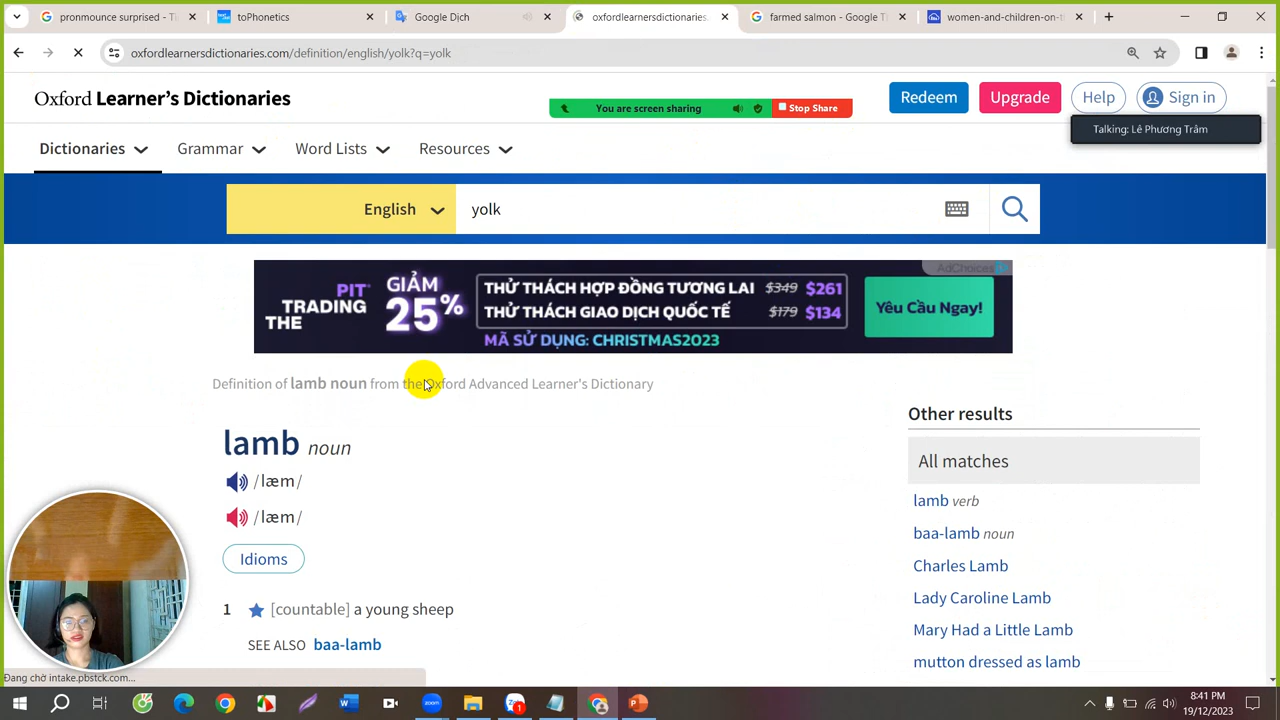 pronmounce surprised - Ti
toPhonetics
Google Dịch
oxfordlearnersdictionaries.
farmed salmon - Google T
women-and-children-on-t
oxfordlearnersdictionaries.com/definition/english/yolk?q=yolk
Oxford Learner's Dictionaries
You are screen sharing
Stop Share
Redeem
Upgrade
Help
Sign in
Talking: Lê Phương Trâm
Dictionaries
Grammar
Word Lists
Resources
English
yolk
AdChoices
THE PIT TRADING
GIẢM 25%
THỬ THÁCH HỢP ĐỒNG TƯƠNG LAI $349 $261
THỬ THÁCH GIAO DỊCH QUỐC TẾ $179 $134
MÃ SỬ DỤNG: CHRISTMAS2023
Yêu Cầu Ngay!
Definition of lamb noun from the Oxford Advanced Learner's Dictionary
lamb noun
/læm/
/læm/
Idioms
1 [countable] a young sheep
SEE ALSO baa-lamb
Other results
All matches
lamb verb
baa-lamb noun
Charles Lamb
Lady Caroline Lamb
Mary Had a Little Lamb
mutton dressed as lamb
Đang chờ intake.pbstck.com...
zoom
1
8:41 PM
19/12/2023